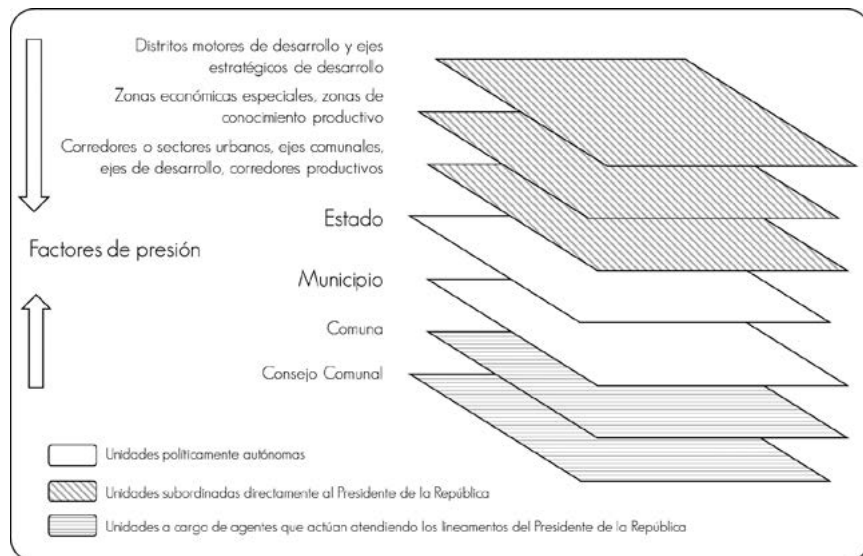 Distritos motores de desarrollo y ejes
estratégicos de desarrollo
Zonas económicas especiales, zonas de
conocimiento productivo
Corredores o sectores urbanos, ejes comunales,
ejes de desarrollo, corredores productivos
Estado
Factores de presión
Municipio
Comuna
Consejo Comunal
Unidades políticamente autónomas
Unidades subordinadas directamente al Presidente de la República
Unidades a cargo de agentes que actúan atendiendo los lineamentos del Presidente de la República